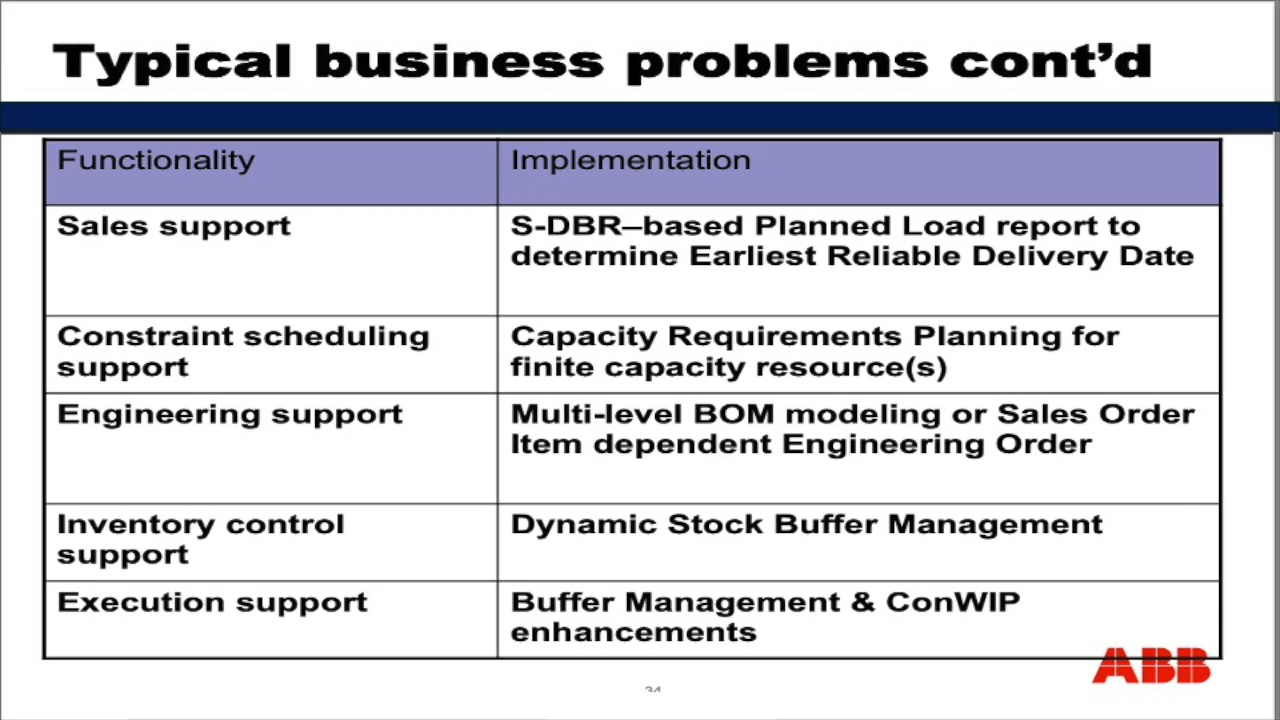 Typical business problems cont’d
Functionality
Implementation
Sales support
S-DBR–based Planned Load report to
determine Earliest Reliable Delivery Date
Constraint scheduling
support
Capacity Requirements Planning for
finite capacity resource(s)
Engineering support
Multi-level BOM modeling or Sales Order
Item dependent Engineering Order
Inventory control
support
Dynamic Stock Buffer Management
Execution support
Buffer Management & ConWIP
enhancements
ABB
34